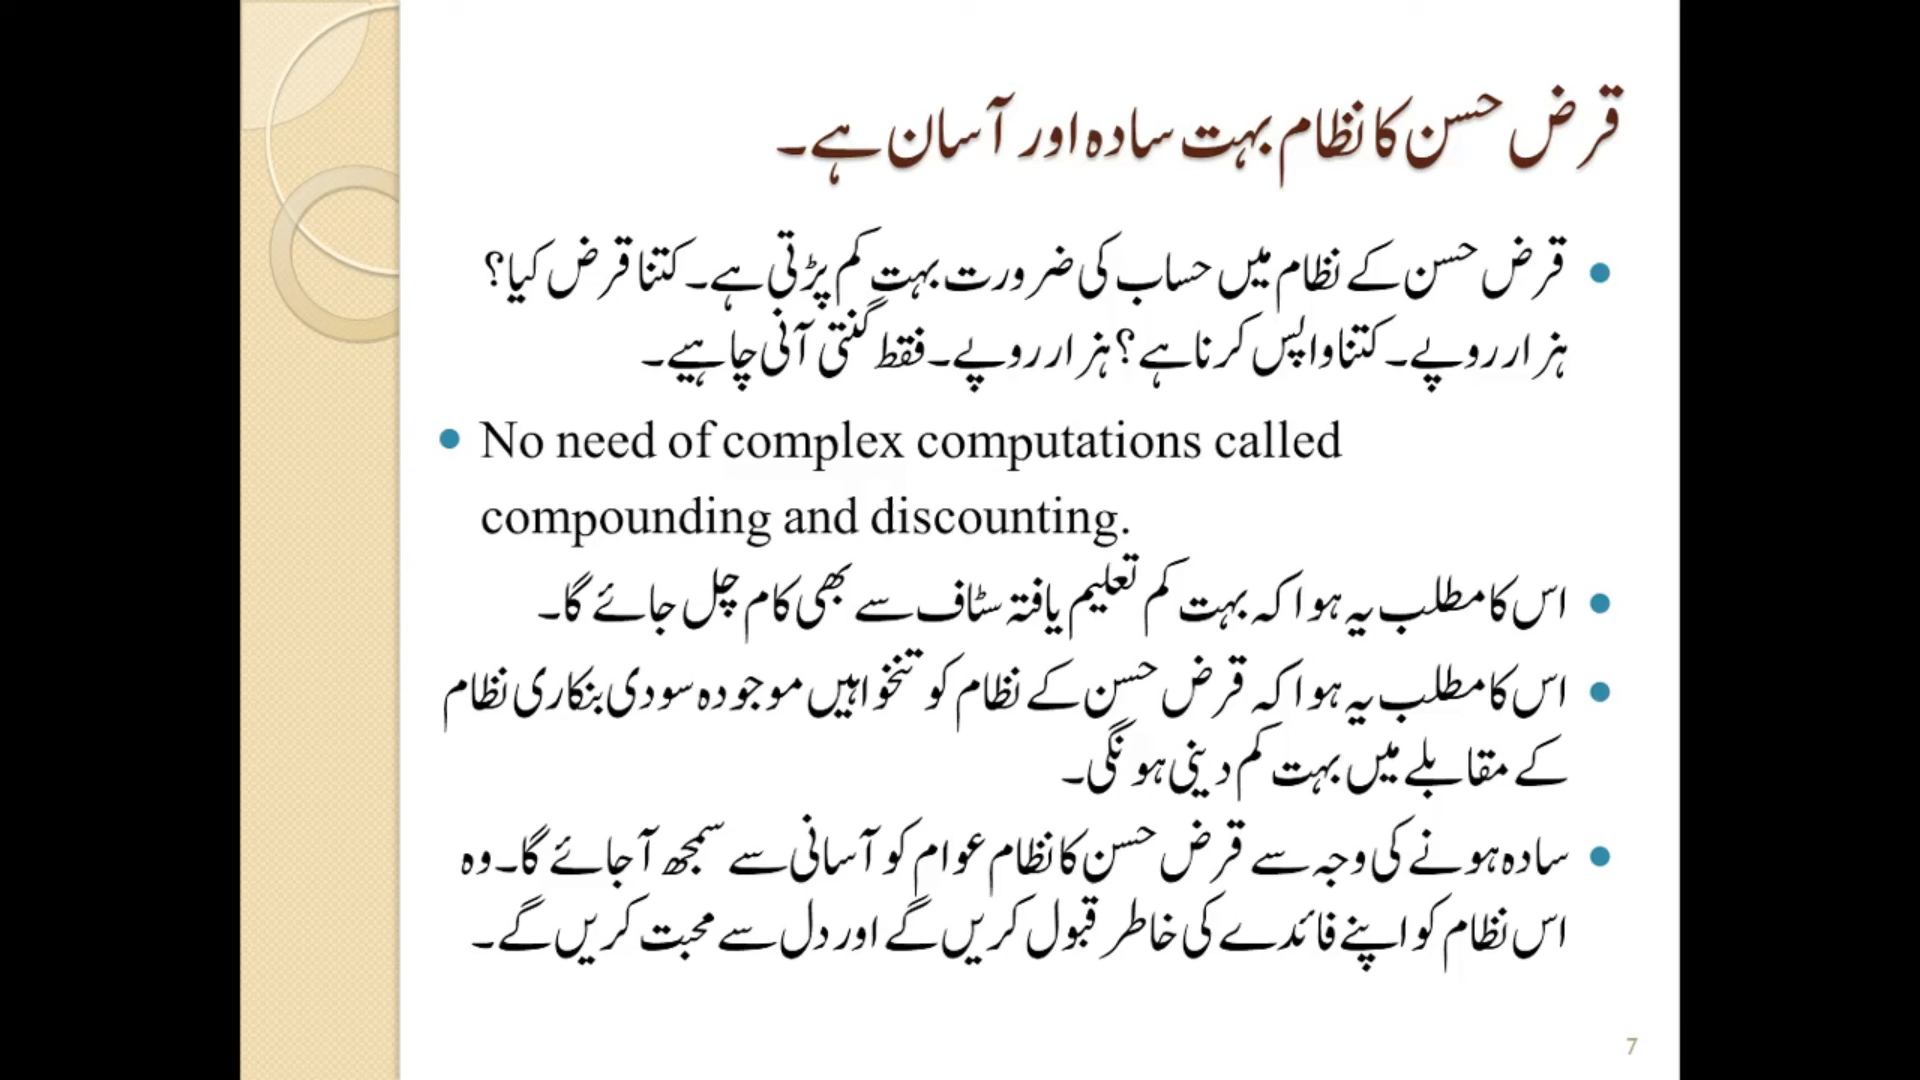 قرض حسن کا نظام بہت سادہ اور آسان ہے۔
• قرض حسن کے نظام میں حساب کی ضرورت بہت کم پڑتی ہے۔ کتنا قرض کیا؟
ہزار روپے۔ کتنا واپس کرنا ہے؟ ہزار روپے۔ فقط گنتی آنی چاہیے۔
• No need of complex computations called
compounding and discounting.
• اس کا مطلب یہ ہوا کہ بہت کم تعلیم یافتہ سٹاف سے بھی کام چل جائے گا۔
• اس کا مطلب یہ ہوا کہ قرض حسن کے نظام کو تنخواہیں موجودہ سودی بنکاری نظام
کے مقابلے میں بہت کم دینی ہونگی۔
• سادہ ہونے کی وجہ سے قرض حسن کا نظام عوام کو آسانی سے سمجھ آ جائے گا۔ وہ
اس نظام کو اپنے فائدے کی خاطر قبول کریں گے اور دل سے محبت کریں گے۔
7